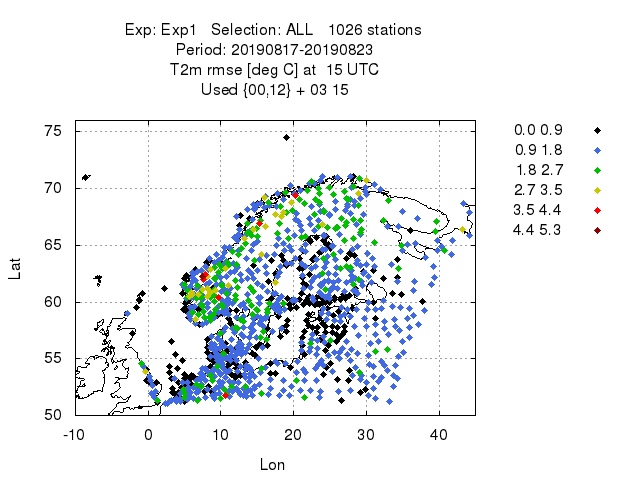 Exp: Exp1 Selection: ALL 1026 stations
Period: 20190817-20190823
T2m rmse [deg C] at 15 UTC
Used {00,12} + 03 15
0.0 0.9
0.9 1.8
1.8 2.7
2.7 3.5
3.5 4.4
4.4 5.3
75
70
65
60
55
50
Lat
-10 0 10 20 30 40
Lon